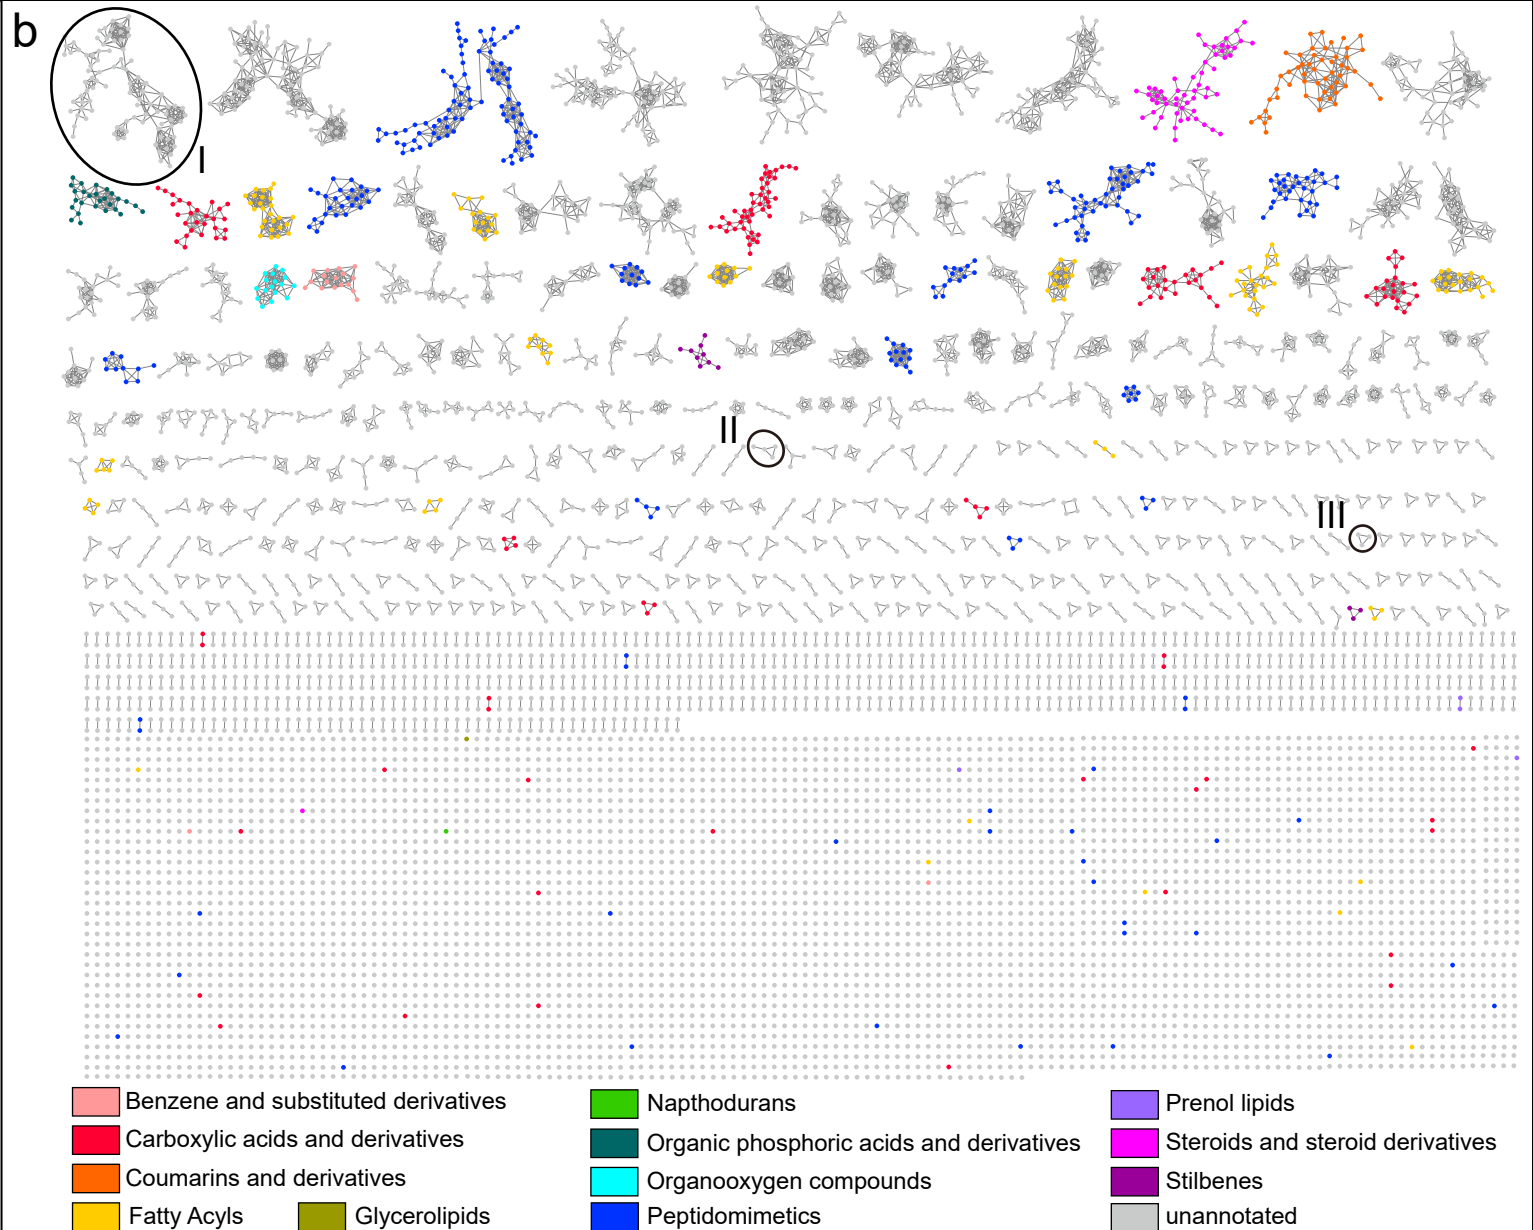 b
I
II
III
Benzene and substituted derivatives
Napthodurans
Prenol lipids
Carboxylic acids and derivatives
Organic phosphoric acids and derivatives
Steroids and steroid derivatives
Coumarins and derivatives
Organooxygen compounds
Stilbenes
Fatty Acyls
Glycerolipids
Peptidomimetics
unannotated